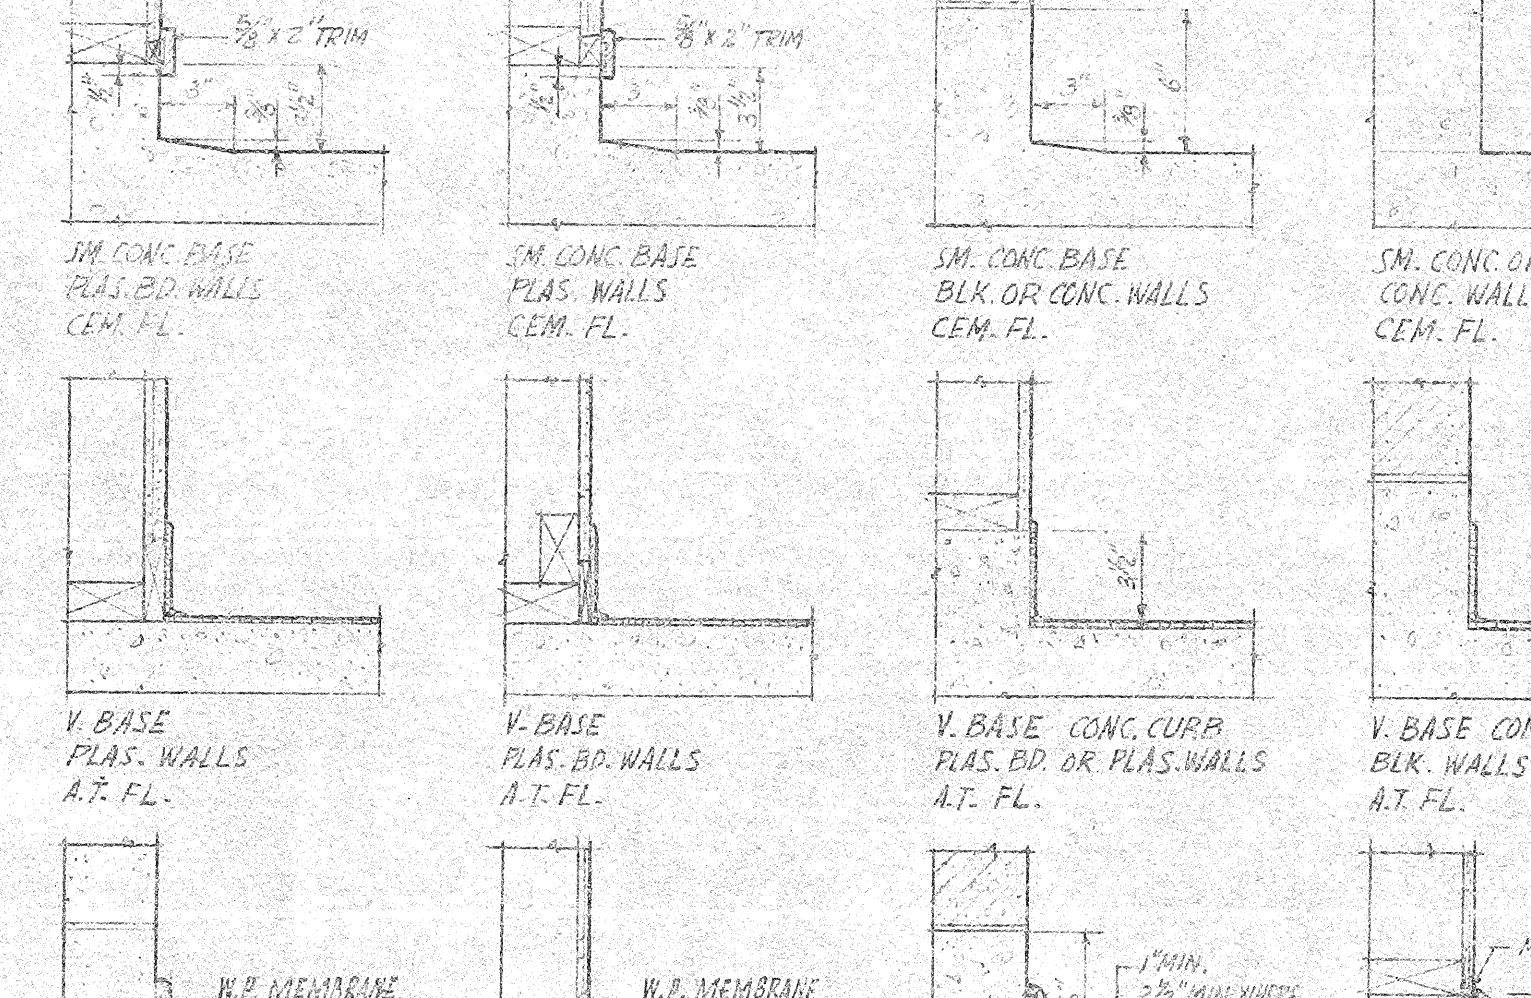 5/8" x 2" TRIM
5/8" x 2" TRIM
1/2"
3"
3/8"
1/2"
3"
3/8"
3 1/2"
3"
3/8"
6"
SM. CONC. BASE
PLAS. BD. WALLS
CEM. FL.
SM. CONC. BASE
PLAS. WALLS
CEM. FL.
SM. CONC. BASE
BLK. OR CONC. WALLS
CEM. FL.
SM. CONC.
CONC. WALL
CEM. FL.
3 1/2"
V. BASE
PLAS. WALLS
A.T. FL.
V. BASE
PLAS. BD. WALLS
A.T. FL.
V. BASE CONC. CURB
PLAS. BD. OR PLAS. WALLS
A.T. FL.
V. BASE
BLK. WALLS
A.T. FL.
W.P. MEMBRANE
W.P. MEMBRANE
1" MIN.